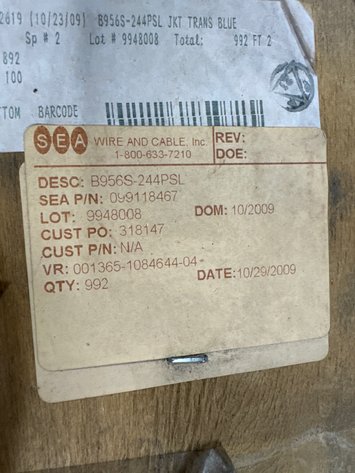 2619 (10/23/09) B956S-244PSL JKT TRANS BLUE
Sp # 2 Lot # 9948008 Total: 992 FT 2
892
100
TOM BARCODE
SEA WIRE AND CABLE, Inc.
1-800-633-7210
REV:
DOE:
DESC: B956S-244PSL
SEA P/N: 099118467
LOT: 9948008 DOM: 10/2009
CUST PO: 318147
CUST P/N: N/A
VR: 001365-1084644-04
QTY: 992 DATE: 10/29/2009